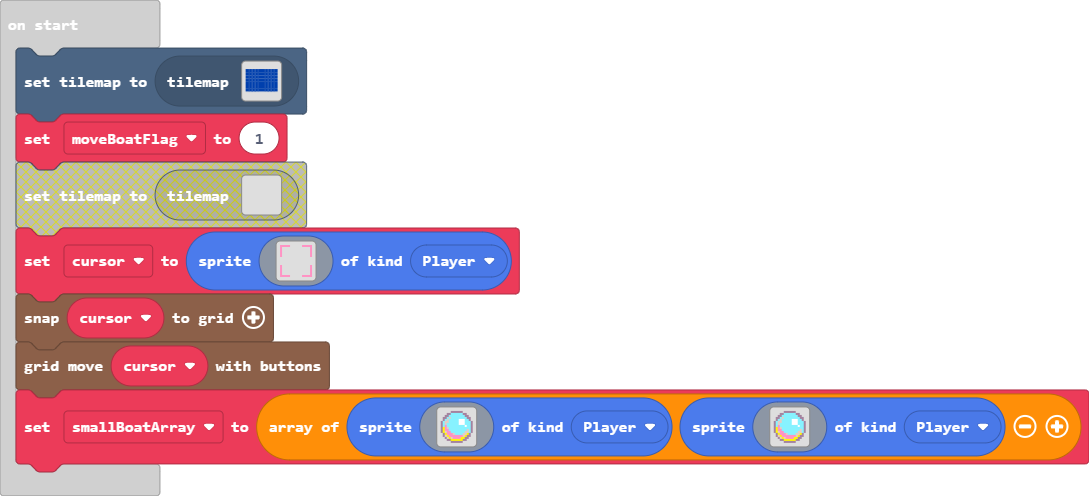 on start
set tilemap to tilemap
set moveBoatFlag to 1
set tilemap to tilemap
set cursor to sprite of kind Player
snap cursor to grid
grid move cursor with buttons
set smallBoatArray to array of sprite of kind Player sprite of kind Player